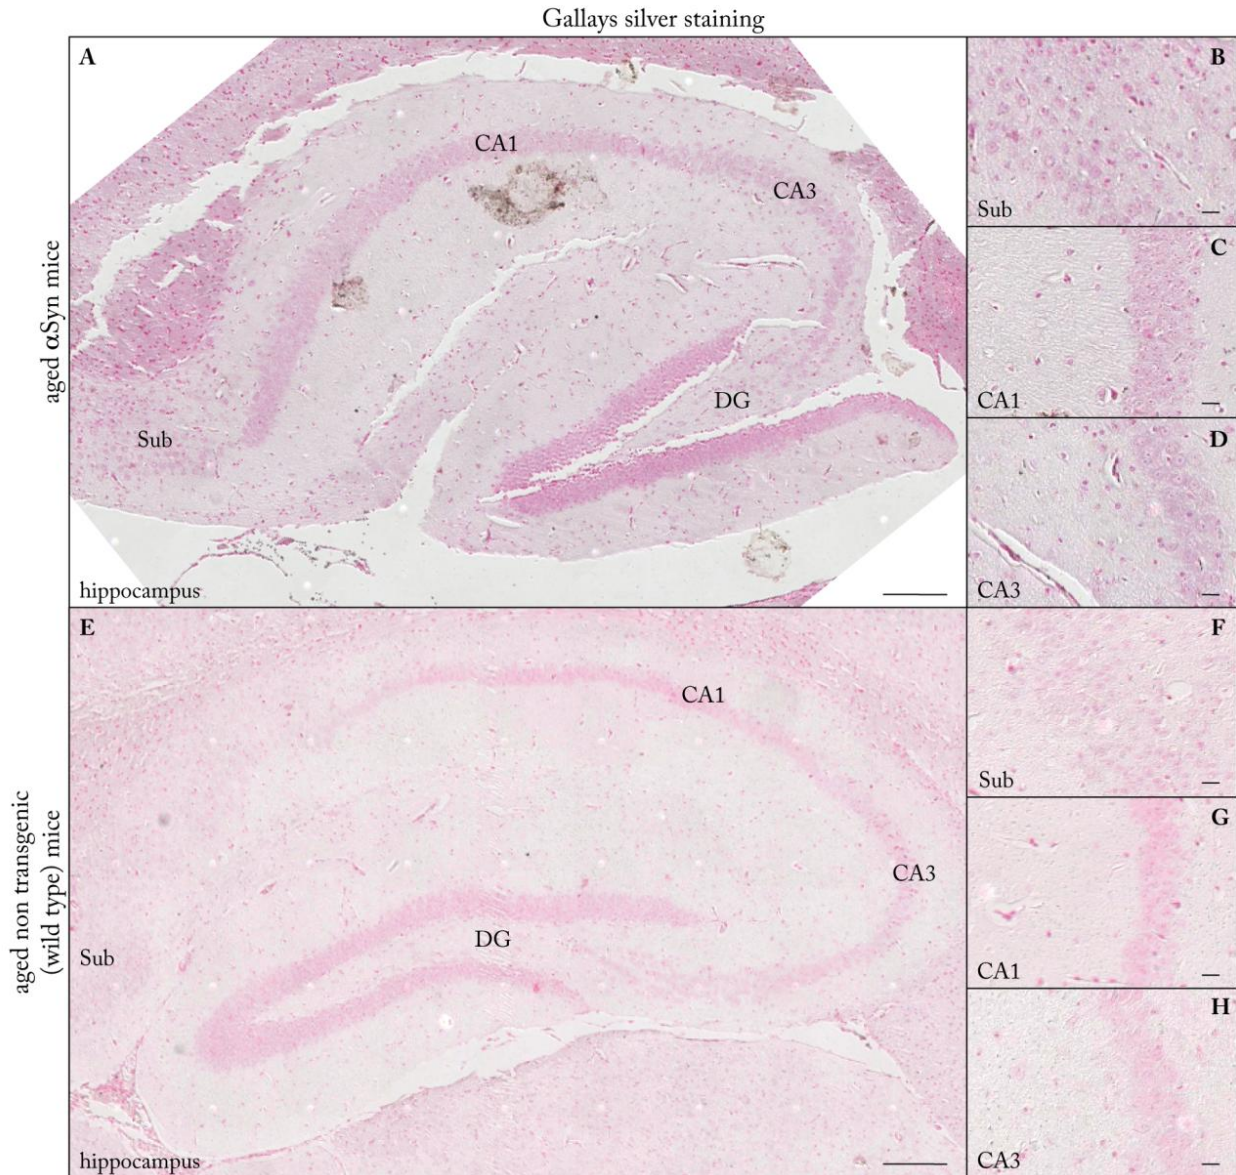 Gallays silver staining
aged αSyn mice
A
CA1
CA3
DG
Sub
hippocampus
B
Sub
C
CA1
D
CA3
aged non transgenic
(wild type) mice
E
CA1
CA3
DG
Sub
hippocampus
F
Sub
G
CA1
H
CA3